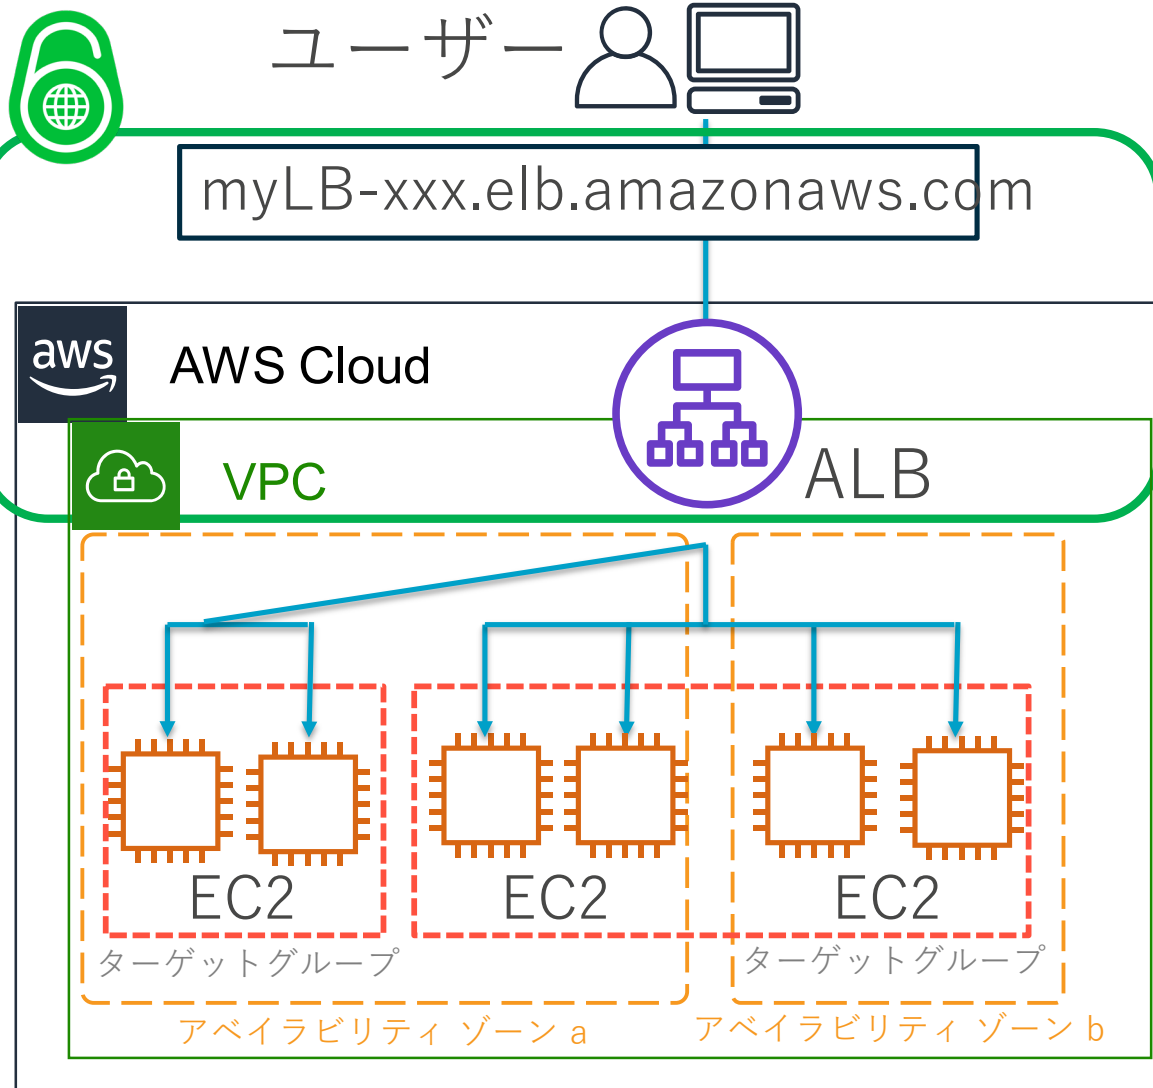 ユーザー
myLB-xxx.elb.amazonaws.com
aws
AWS Cloud
VPC
ALB
EC2
EC2
EC2
ターゲットグループ
ターゲットグループ
アベイラビリティ ゾーン a
アベイラビリティ ゾーン b